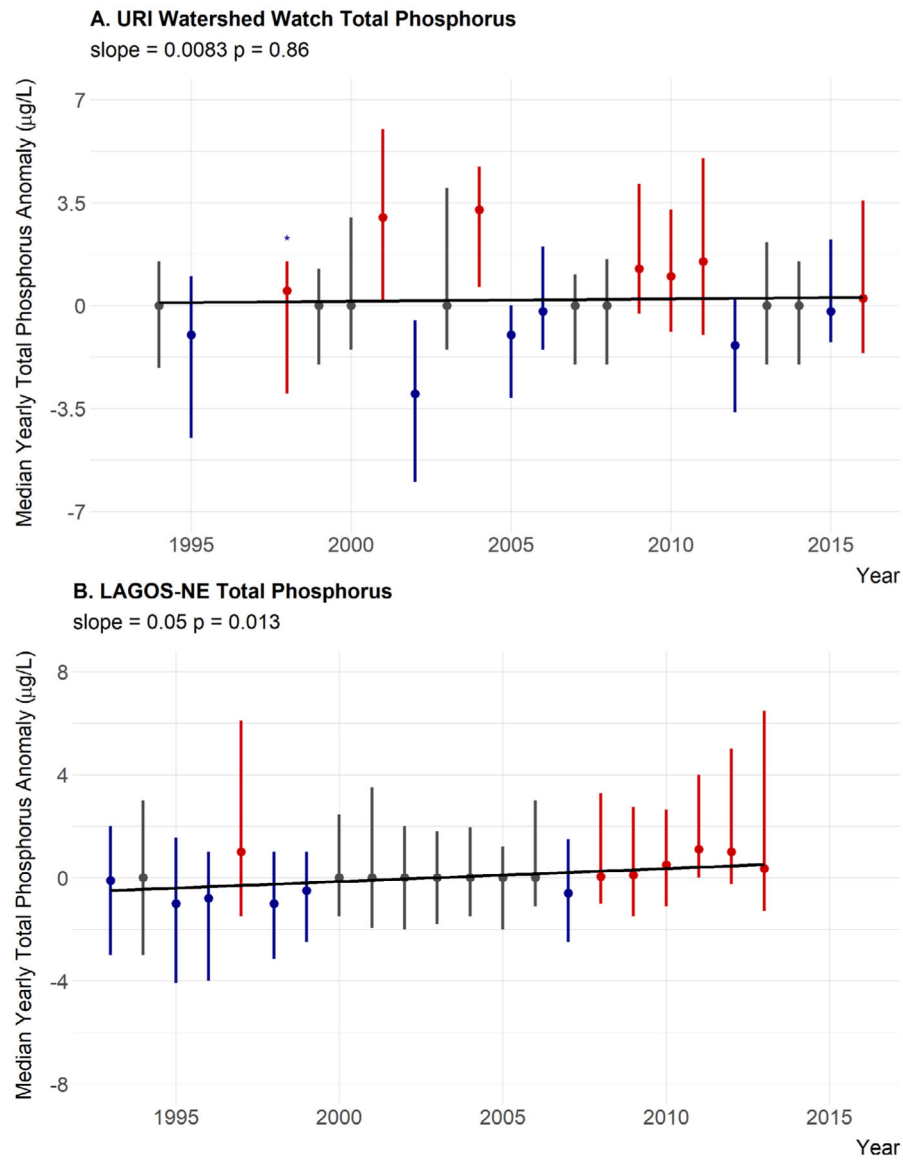 A. URI Watershed Watch Total Phosphorus
slope = 0.0083 p = 0.86
Median Yearly Total Phosphorus Anomaly (µg/L)
7
3.5
0
-3.5
-7
*
1995 2000 2005 2010 2015
Year
B. LAGOS-NE Total Phosphorus
slope = 0.05 p = 0.013
Median Yearly Total Phosphorus Anomaly (µg/L)
8
4
0
-4
-8
1995 2000 2005 2010 2015
Year